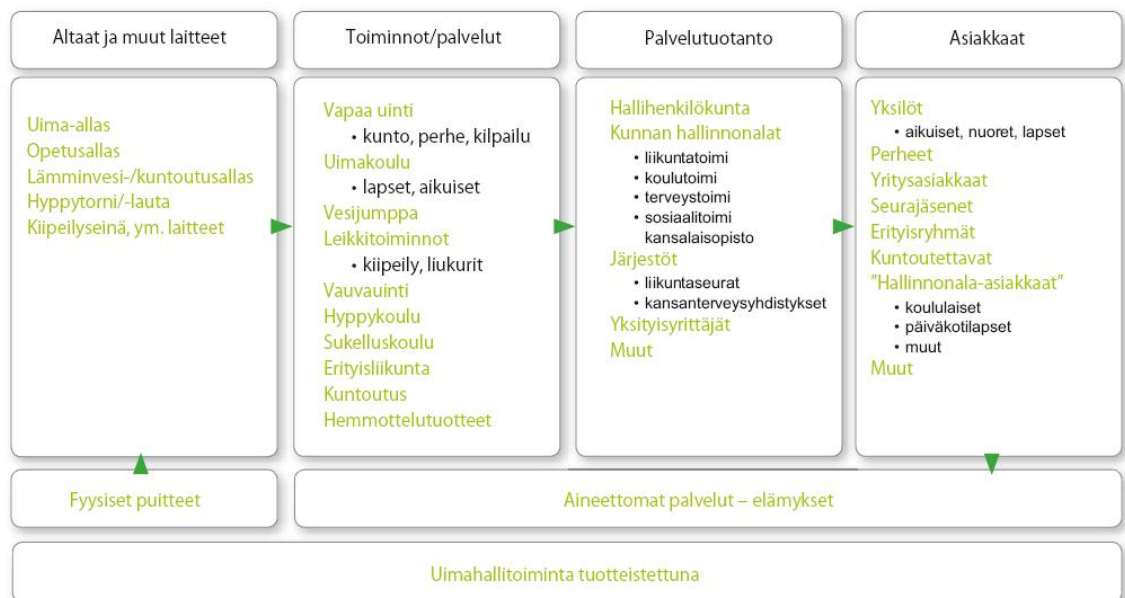 Altaat ja muut laitteet
Uima-allas
Opetusallas
Lämminvesi-/kuntoutusallas
Hyppytorni/-lauta
Kiipeilyseinä, ym. laitteet
Toiminnot/palvelut
Vapaa uinti
• kunto, perhe, kilpailu
Uimakoulu
• lapset, aikuiset
Vesijumppa
Leikkitoiminnot
• kiipeily, liukurit
Vauvauinti
Hyppykoulu
Sukelluskoulu
Erityisliikunta
Kuntoutus
Hemmottelutuotteet
Palvelutuotanto
Hallihenkilökunta
Kunnan hallinnonalat
• liikuntatoimi
• koulutoimi
• terveystoimi
• sosiaalitoimi
kansalaisopisto
Järjestöt
• liikuntaseurat
• kansanterveysyhdistykset
Yksityisyrittäjät
Muut
Asiakkaat
Yksilöt
• aikuiset, nuoret, lapset
Perheet
Yritysasiakkaat
Seurajäsenet
Erityisryhmät
Kuntoutettavat
”Hallinnonala-asiakkaat”
• koululaiset
• päiväkotilapset
• muut
Muut
Fyysiset puitteet
Aineettomat palvelut – elämykset
Uimahallitoiminta tuotteistettuna